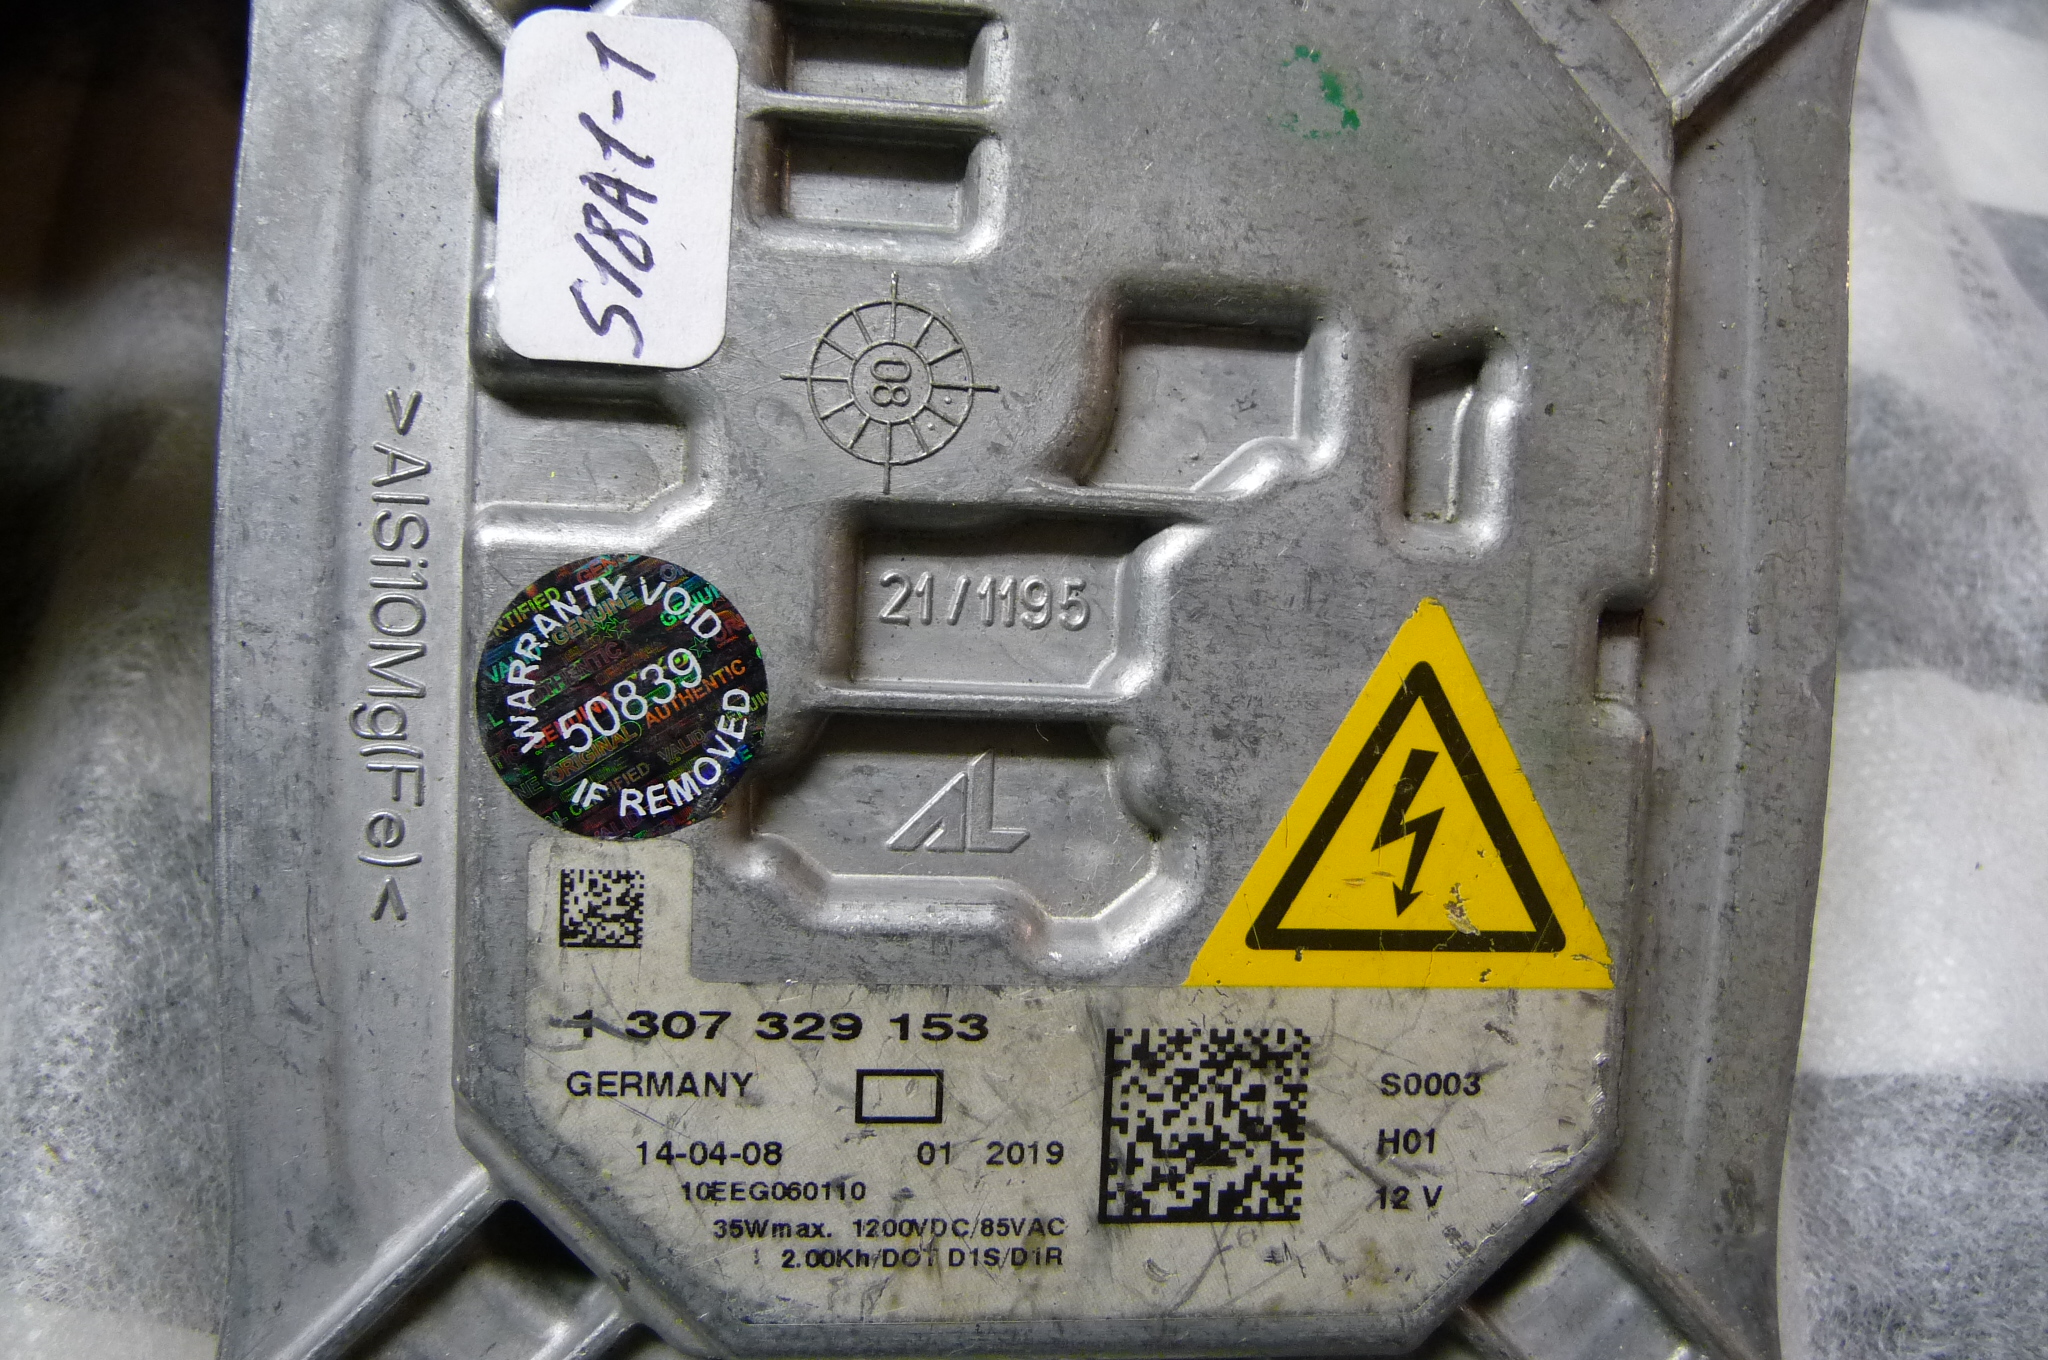 S18A1-1
08
>AlSi10Mg(Fe)<
21/1195
WARRANTY VOID
50839
IF REMOVED
AL
1 307 329 153
GERMANY
S0003
14-04-08
01 2019
H01
10EEG060110
12 V
35Wmax. 1200VDC/85VAC
2.00Kh/DOT D1S/D1R